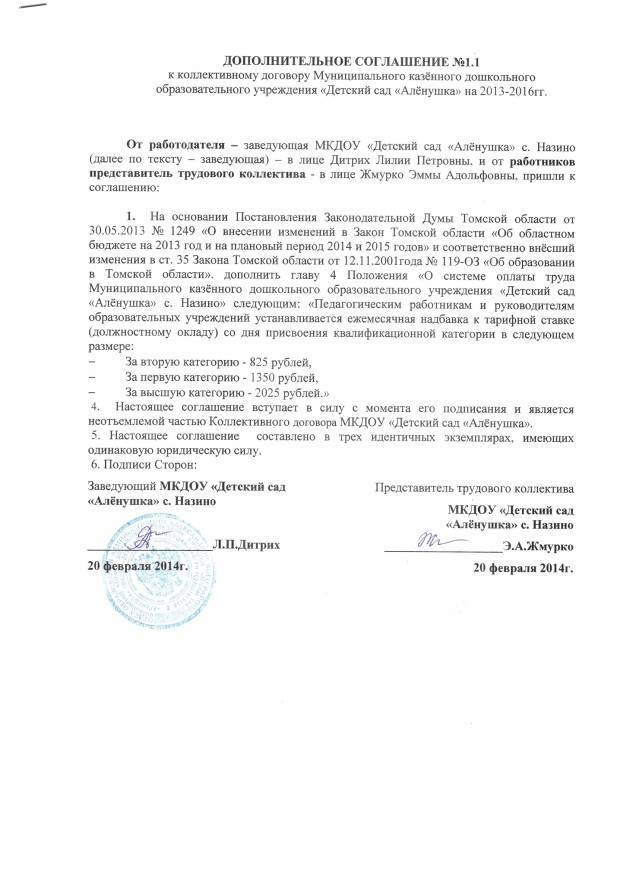 ДОПОЛНИТЕЛЬНОЕ СОГЛАШЕНИЕ №1.1
к коллективному договору Муниципального казённого дошкольного
образовательного учреждения «Детский сад «Алёнушка» на 2013-2016гг.
От работодателя – заведующая МКДОУ «Детский сад «Алёнушка» с. Назино
(далее по тексту – заведующая) – в лице Дитрих Лилии Петровны, и от работников
представитель трудового коллектива - в лице Жмурко Эммы Адольфовны, пришли к
соглашению:
1. На основании Постановления Законодательной Думы Томской области от
30.05.2013 № 1249 «О внесении изменений в Закон Томской области «Об областном
бюджете на 2013 год и на плановый период 2014 и 2015 годов» и соответственно внёсший
изменения в ст. 35 Закона Томской области от 12.11.2001года № 119-ОЗ «Об образовании
в Томской области». дополнить главу 4 Положения «О системе оплаты труда
Муниципального казённого дошкольного образовательного учреждения «Детский сад
«Алёнушка» с. Назино» следующим: «Педагогическим работникам и руководителям
образовательных учреждений устанавливается ежемесячная надбавка к тарифной ставке
(должностному окладу) со дня присвоения квалификационной категории в следующем
размере:
– За вторую категорию - 825 рублей,
– За первую категорию - 1350 рублей,
– За высшую категорию - 2025 рублей.»
4. Настоящее соглашение вступает в силу с момента его подписания и является
неотъемлемой частью Коллективного договора МКДОУ «Детский сад «Алёнушка».
5. Настоящее соглашение составлено в трех идентичных экземплярах, имеющих
одинаковую юридическую силу.
6. Подписи Сторон:
Заведующий МКДОУ «Детский сад
«Алёнушка» с. Назино
Л.П.Дитрих
20 февраля 2014г.
Представитель трудового коллектива
МКДОУ «Детский сад
«Алёнушка» с. Назино
Э.А.Жмурко
20 февраля 2014г.